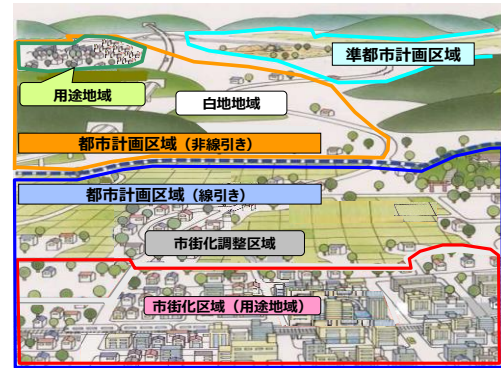 準都市計画区域
用途地域
白地地域
都市計画区域（非線引き）
都市計画区域（線引き）
市街化調整区域
市街化区域（用途地域）